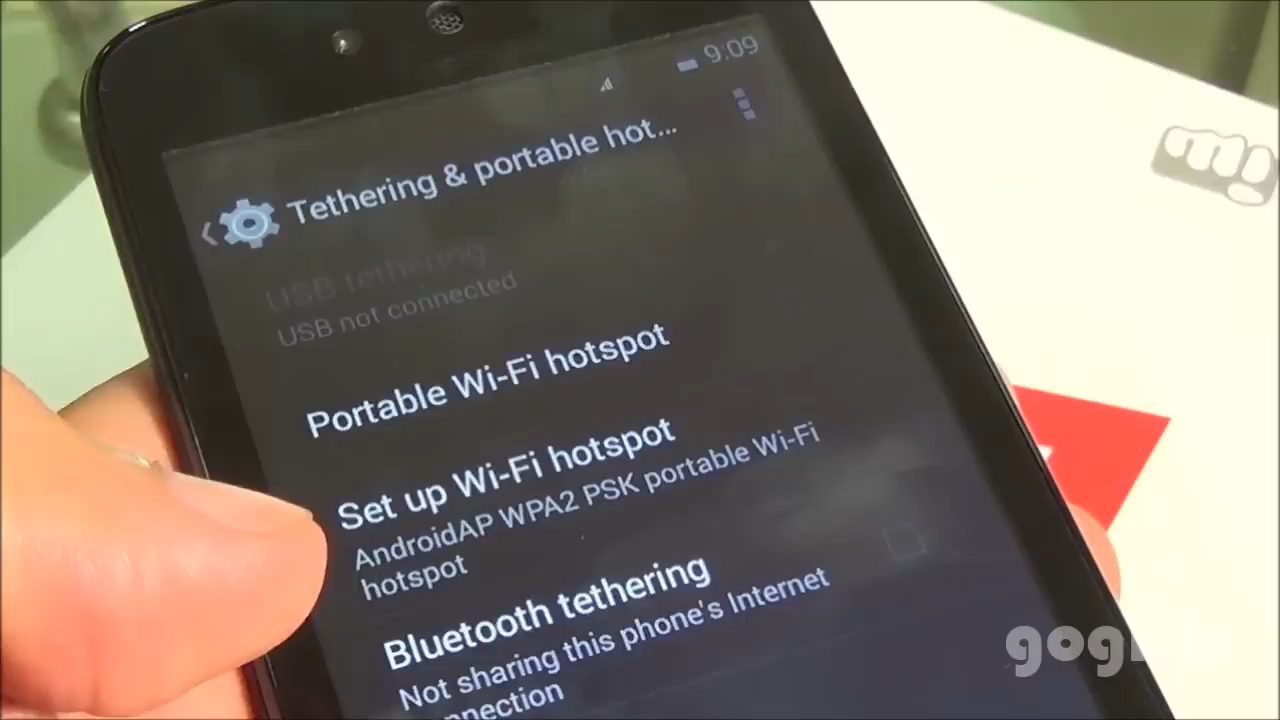 9:09
Tethering & portable hot...
USB tethering
USB not connected
Portable Wi-Fi hotspot
Set up Wi-Fi hotspot
AndroidAP WPA2 PSK portable Wi-Fi
hotspot
Bluetooth tethering
Not sharing this phone's Internet